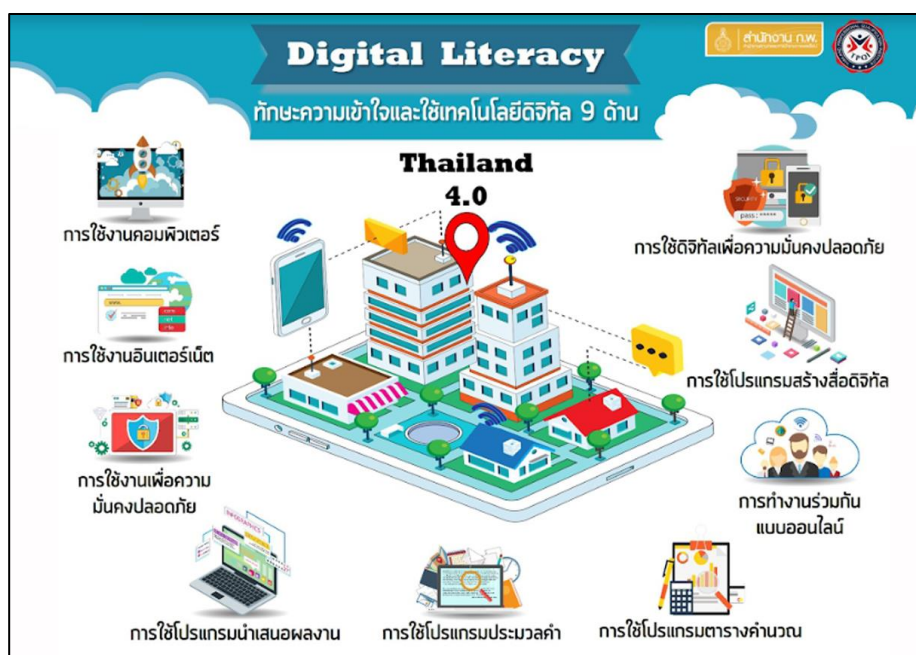 Digital Literacy
สำนักงาน ก.พ.
TPQI
ทักษะความเข้าใจและใช้เทคโนโลยีดิจิทัล 9 ด้าน
Thailand
4.0
การใช้งานคอมพิวเตอร์
การใช้งานอินเตอร์เน็ต
การใช้งานเพื่อความ
มั่นคงปลอดภัย
การใช้โปรแกรมนำเสนอผลงาน
การใช้โปรแกรมประมวลคำ
การใช้โปรแกรมตารางคำนวณ
การทำงานร่วมกัน
แบบออนไลน์
การใช้โปรแกรมสร้างสื่อดิจิทัล
SECURITY
pass: *****
การใช้ดิจิทัลเพื่อความมั่นคงปลอดภัย